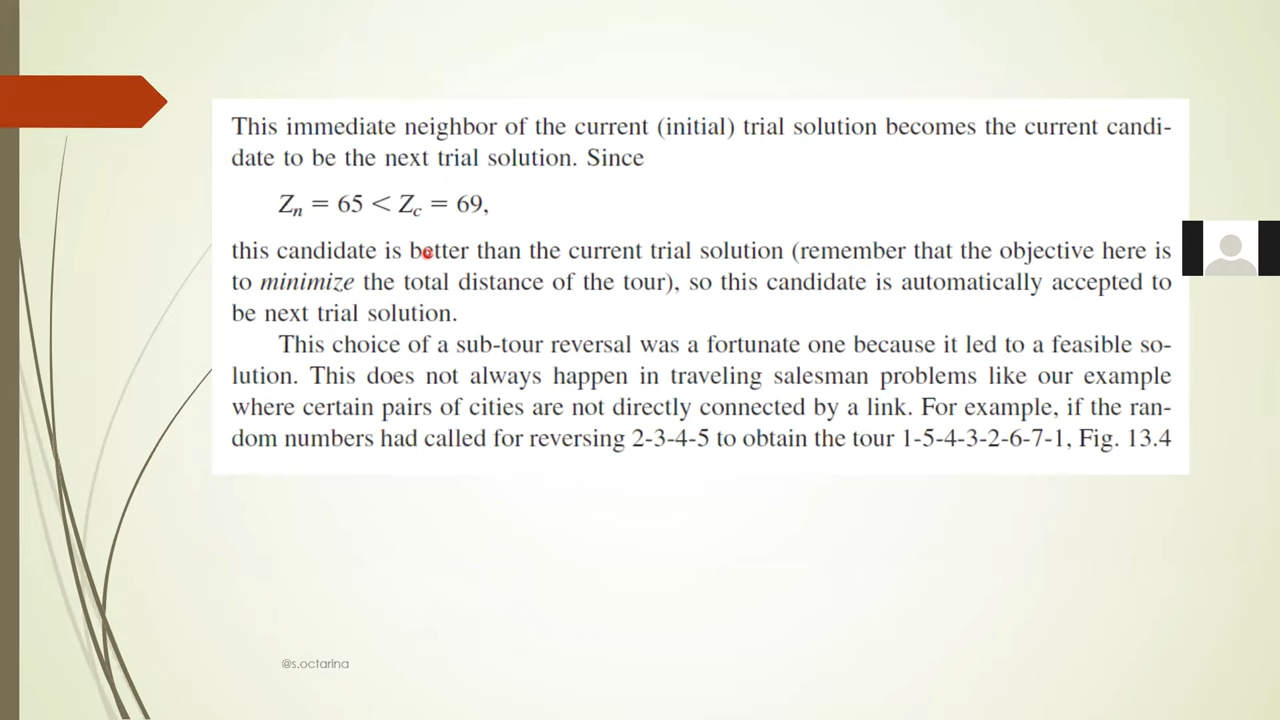 This immediate neighbor of the current (initial) trial solution becomes the current candi-
date to be the next trial solution. Since
Zn = 65 < Zc = 69,
this candidate is better than the current trial solution (remember that the objective here is
to minimize the total distance of the tour), so this candidate is automatically accepted to
be next trial solution.
This choice of a sub-tour reversal was a fortunate one because it led to a feasible so-
lution. This does not always happen in traveling salesman problems like our example
where certain pairs of cities are not directly connected by a link. For example, if the ran-
dom numbers had called for reversing 2-3-4-5 to obtain the tour 1-5-4-3-2-6-7-1, Fig. 13.4
@s.octarina